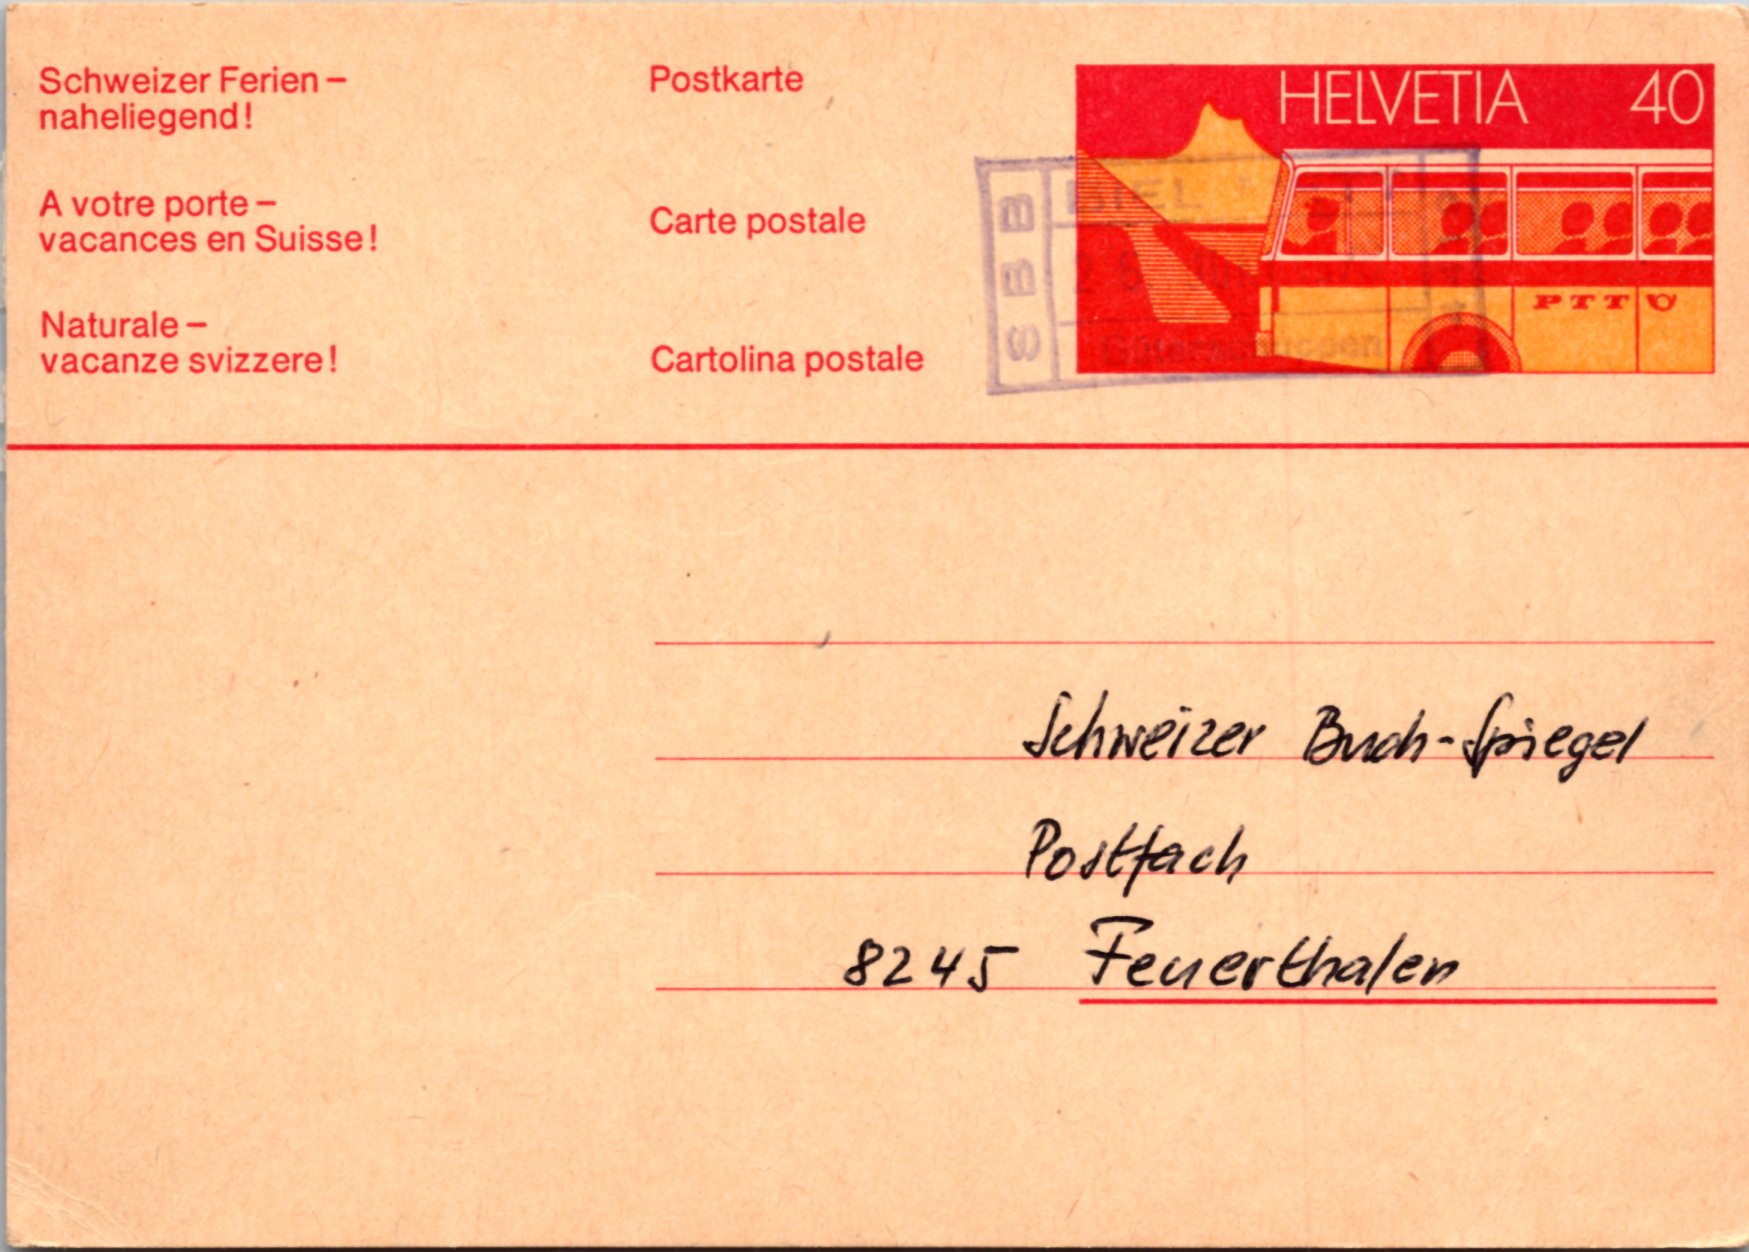 Schweizer Ferien –
naheliegend!
A votre porte –
vacances en Suisse!
Naturale –
vacanze svizzere!
Postkarte
Carte postale
Cartolina postale
HELVETIA 40
PTT
SBB
BIEL
Schweizer Buch-Spiegel
Postfach
8245 Feuerthalen